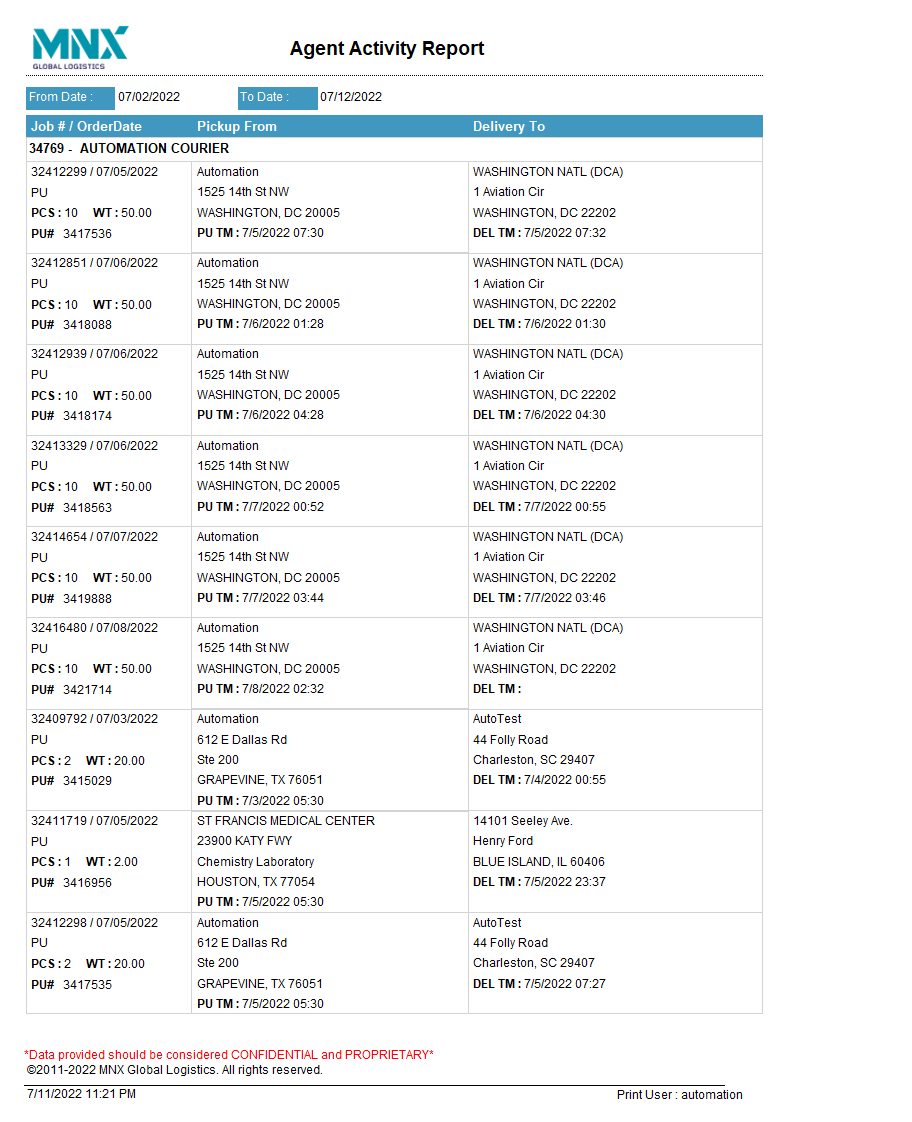 MNX
GLOBAL LOGISTICS
Agent Activity Report
From Date : 07/02/2022 To Date : 07/12/2022
Job # / OrderDate Pickup From Delivery To
34769 - AUTOMATION COURIER
32412299 / 07/05/2022 Automation WASHINGTON NATL (DCA)
PU 1525 14th St NW 1 Aviation Cir
PCS : 10 WT : 50.00 WASHINGTON, DC 20005 WASHINGTON, DC 22202
PU# 3417536 PU TM : 7/5/2022 07:30 DEL TM : 7/5/2022 07:32
32412851 / 07/06/2022 Automation WASHINGTON NATL (DCA)
PU 1525 14th St NW 1 Aviation Cir
PCS : 10 WT : 50.00 WASHINGTON, DC 20005 WASHINGTON, DC 22202
PU# 3418088 PU TM : 7/6/2022 01:28 DEL TM : 7/6/2022 01:30
32412939 / 07/06/2022 Automation WASHINGTON NATL (DCA)
PU 1525 14th St NW 1 Aviation Cir
PCS : 10 WT : 50.00 WASHINGTON, DC 20005 WASHINGTON, DC 22202
PU# 3418174 PU TM : 7/6/2022 04:28 DEL TM : 7/6/2022 04:30
32413329 / 07/06/2022 Automation WASHINGTON NATL (DCA)
PU 1525 14th St NW 1 Aviation Cir
PCS : 10 WT : 50.00 WASHINGTON, DC 20005 WASHINGTON, DC 22202
PU# 3418563 PU TM : 7/7/2022 00:52 DEL TM : 7/7/2022 00:55
32414654 / 07/07/2022 Automation WASHINGTON NATL (DCA)
PU 1525 14th St NW 1 Aviation Cir
PCS : 10 WT : 50.00 WASHINGTON, DC 20005 WASHINGTON, DC 22202
PU# 3419888 PU TM : 7/7/2022 03:44 DEL TM : 7/7/2022 03:46
32416480 / 07/08/2022 Automation WASHINGTON NATL (DCA)
PU 1525 14th St NW 1 Aviation Cir
PCS : 10 WT : 50.00 WASHINGTON, DC 20005 WASHINGTON, DC 22202
PU# 3421714 PU TM : 7/8/2022 02:32 DEL TM :
32409792 / 07/03/2022 Automation AutoTest
PU 612 E Dallas Rd 44 Folly Road
PCS : 2 WT : 20.00 Ste 200 Charleston, SC 29407
PU# 3415029 GRAPEVINE, TX 76051 DEL TM : 7/4/2022 00:55
PU TM : 7/3/2022 05:30
32411719 / 07/05/2022 ST FRANCIS MEDICAL CENTER 14101 Seeley Ave.
PU 23900 KATY FWY Henry Ford
PCS : 1 WT : 2.00 Chemistry Laboratory BLUE ISLAND, IL 60406
PU# 3416956 HOUSTON, TX 77054 DEL TM : 7/5/2022 23:37
PU TM : 7/5/2022 05:30
32412298 / 07/05/2022 Automation AutoTest
PU 612 E Dallas Rd 44 Folly Road
PCS : 2 WT : 20.00 Ste 200 Charleston, SC 29407
PU# 3417535 GRAPEVINE, TX 76051 DEL TM : 7/5/2022 07:27
PU TM : 7/5/2022 05:30
*Data provided should be considered CONFIDENTIAL and PROPRIETARY*
©2011-2022 MNX Global Logistics. All rights reserved.
7/11/2022 11:21 PM Print User : automation